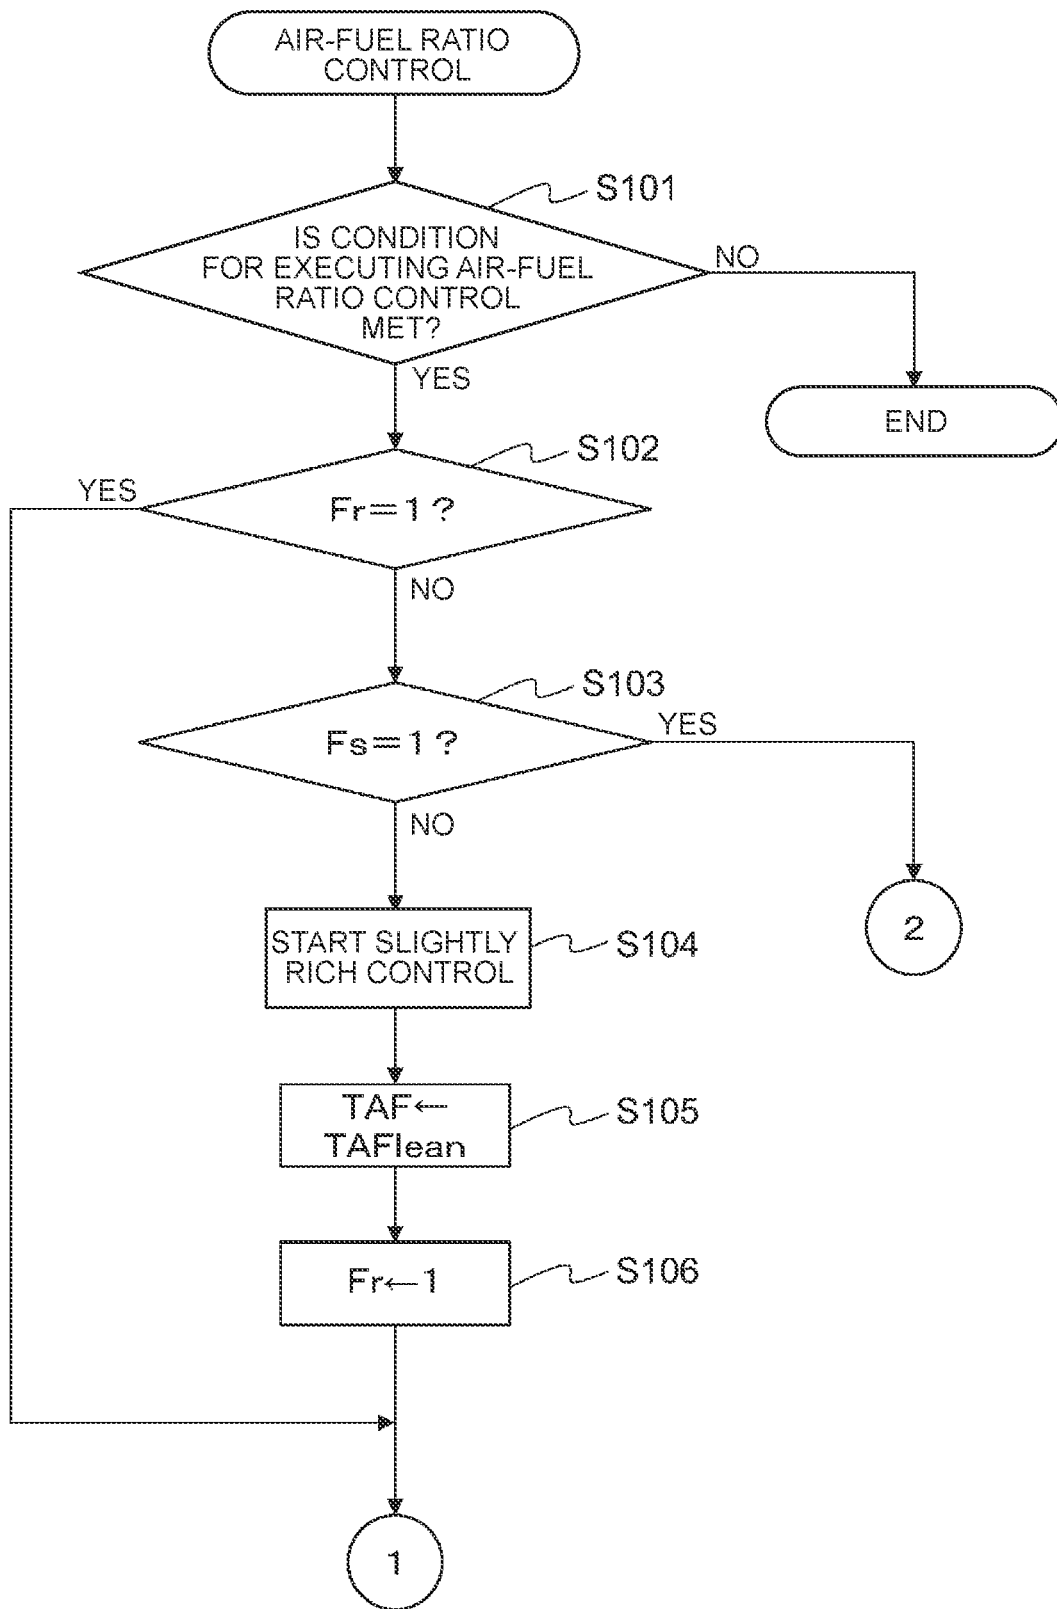 AIR-FUEL RATIO
CONTROL
S101
IS CONDITION
FOR EXECUTING AIR-FUEL
RATIO CONTROL
MET?
NO
YES
END
S102
YES
Fr=1?
NO
S103
YES
Fs=1?
NO
2
START SLIGHTLY
RICH CONTROL
S104
TAF←
TAFlean
S105
Fr←1
S106
1